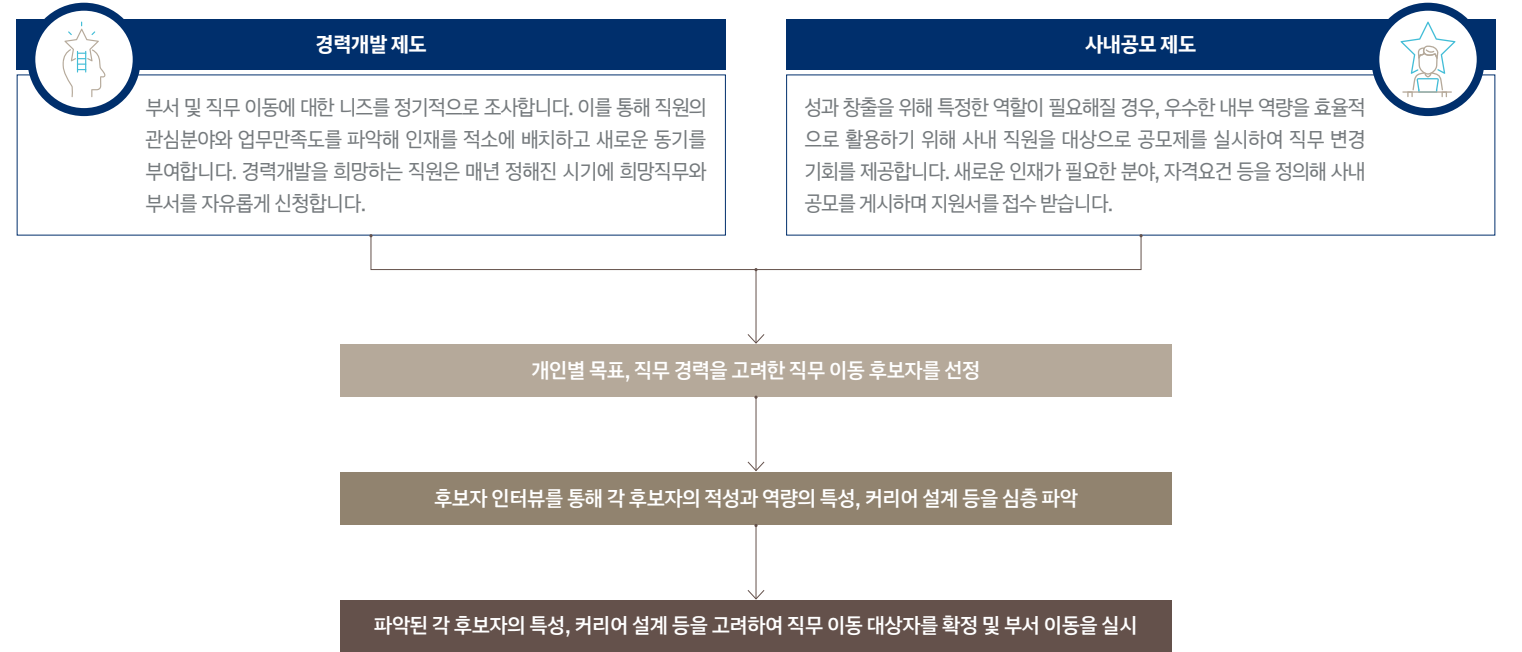 경력개발 제도
부서 및 직무 이동에 대한 니즈를 정기적으로 조사합니다. 이를 통해 직원의
관심분야와 업무만족도를 파악해 인재를 적소에 배치하고 새로운 동기를
부여합니다. 경력개발을 희망하는 직원은 매년 정해진 시기에 희망직무와
부서를 자유롭게 신청합니다.
사내공모 제도
성과 창출을 위해 특정한 역할이 필요해질 경우, 우수한 내부 역량을 효율적
으로 활용하기 위해 사내 직원을 대상으로 공모제를 실시하여 직무 변경
기회를 제공합니다. 새로운 인재가 필요한 분야, 자격요건 등을 정의해 사내
공모를 게시하며 지원서를 접수 받습니다.
개인별 목표, 직무 경력을 고려한 직무 이동 후보자를 선정
후보자 인터뷰를 통해 각 후보자의 적성과 역량의 특성, 커리어 설계 등을 심층 파악
파악된 각 후보자의 특성, 커리어 설계 등을 고려하여 직무 이동 대상자를 확정 및 부서 이동을 실시